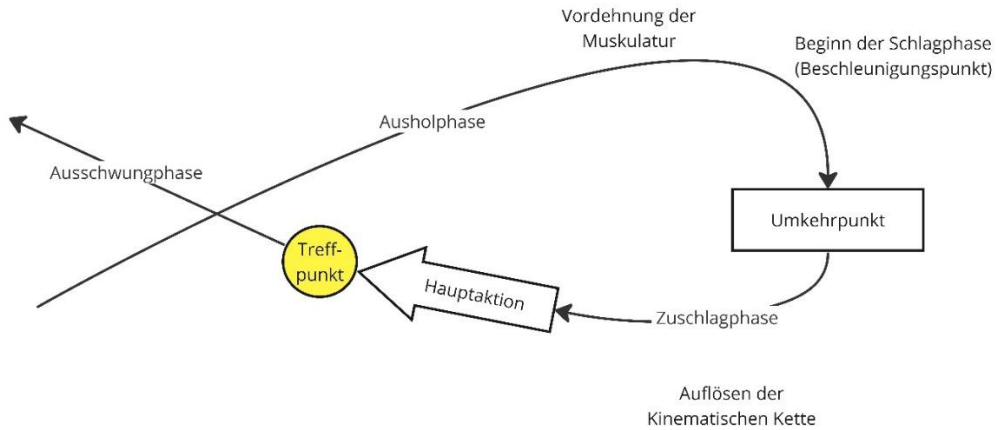 Vordehnung der
Muskulatur
Beginn der Schlagphase
(Beschleunigungspunkt)
Ausholphase
Ausschwungphase
Umkehrpunkt
Treff-
punkt
Hauptaktion
Zuschlagphase
Auflösen der
Kinematischen Kette